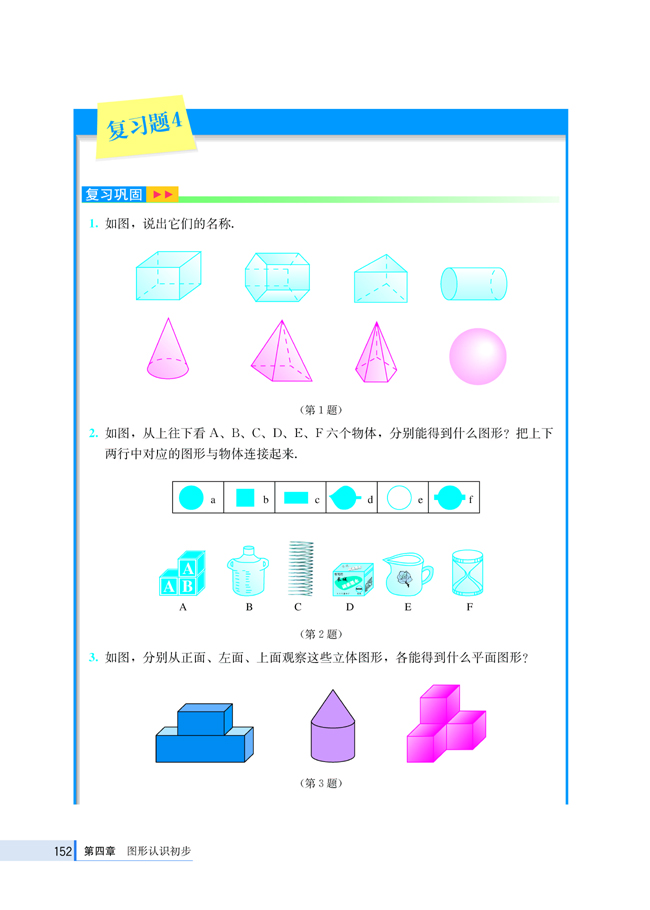 复习题4
复习巩固
1. 如图，说出它们的名称.
（第1题）
2. 如图，从上往下看 A、B、C、D、E、F 六个物体，分别能得到什么图形？把上下
两行中对应的图形与物体连接起来.
a b c d e f
A
A B
A B C D E F
（第2题）
3. 如图，分别从正面、左面、上面观察这些立体图形，各能得到什么平面图形？
（第3题）
152 第四章 图形认识初步